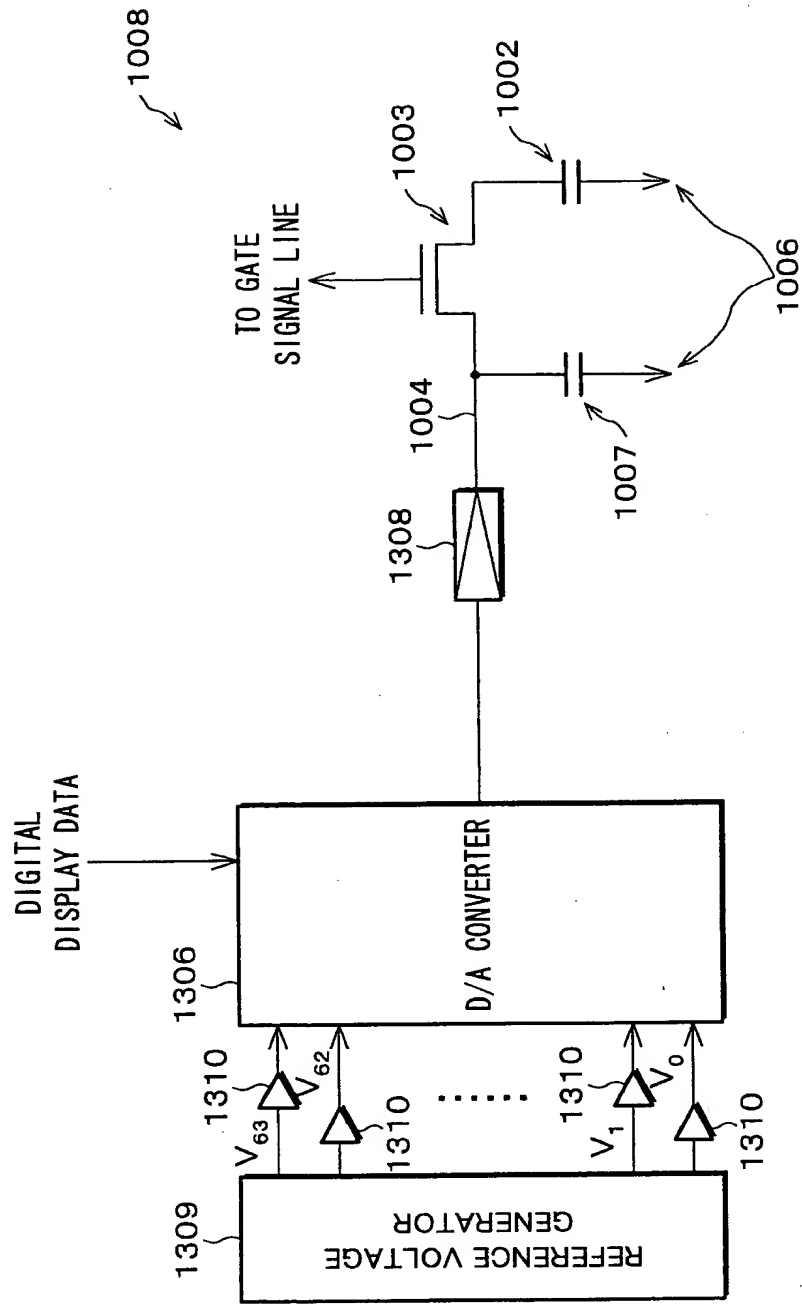 1008
DIGITAL
DISPLAY DATA
TO GATE
SIGNAL LINE
1003
1002
1006
1007
1004
1308
1306
D/A CONVERTER
1309
REFERENCE VOLTAGE
GENERATOR
V63
1310
V62
1310
......
V1
1310
V0
1310